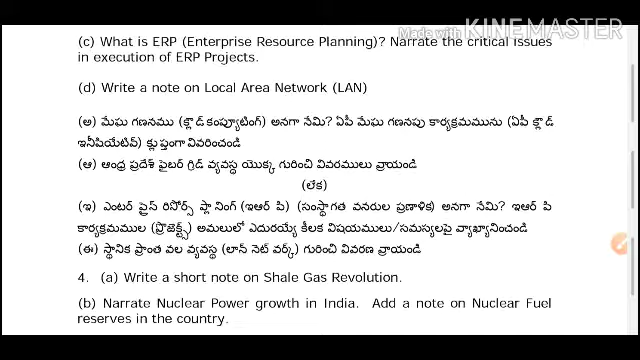 Made with KINEMASTER
(c) What is ERP (Enterprise Resource Planning)? Narrate the critical issues
in execution of ERP Projects.
(d) Write a note on Local Area Network (LAN)
(అ) మేఘ గణనము (క్లౌడ్ కంప్యూటింగ్) అనగా నేమి? ఏపీ మేఘ గణనపు కార్యక్రమమును (ఏపీ క్లౌడ్
ఇనీషియేటివ్) క్లుప్తంగా వివరించండి
(ఆ) ఆంధ్ర ప్రదేశ్ ఫైబర్ గ్రిడ్ వ్యవస్థ యొక్క గురించి వివరములు వ్రాయండి
(లేక)
(ఇ) ఎంటర్ ప్రైస్ రిసోర్స్ ప్లానింగ్ (ఇఆర్ పి) (సంస్థాగత వనరుల ప్రణాళిక) అనగా నేమి? ఇఆర్ పి
కార్యక్రమముల (ప్రాజెక్ట్స్) అమలులో ఎదురయ్యే కీలక విషయములు/సమస్యలపై వ్యాఖ్యానించండి
(ఈ) స్థానిక ప్రాంత వల వ్యవస్థ (లాన్ నెట్ వర్క్) గురించి వివరణ వ్రాయండి
4. (a) Write a short note on Shale Gas Revolution.
(b) Narrate Nuclear Power growth in India. Add a note on Nuclear Fuel
reserves in the country.